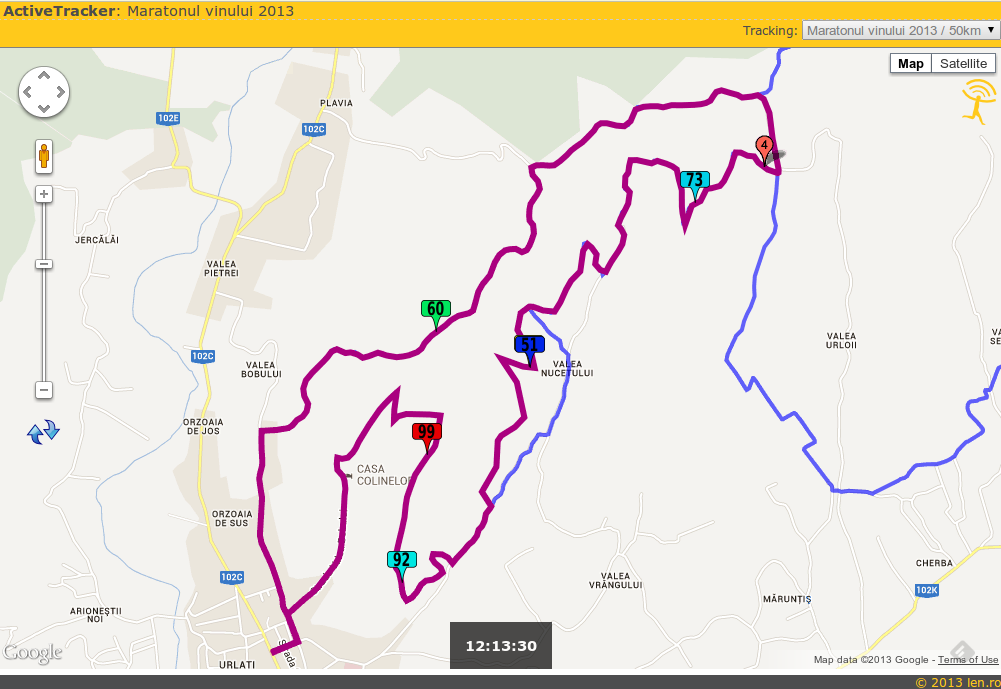 ActiveTracker: Maratonul vinului 2013
Tracking: Maratonul vinului 2013 / 50km
Map
Satellite
PLAVIA
102E
102C
4
73
JERCĂLĂI
VALEA
PIETREI
60
VALEA
URLOII
51
102C
VALEA
BOBULUI
VALEA
NUCETULUI
ORZOAIA
DE JOS
99
CASA
COLINELOR
ORZOAIA
DE SUS
92
102C
CHERBA
VALEA
VRÂNGULUI
102K
MĂRUNȚIȘ
ARIONEȘTII
NOI
12:13:30
Google
URLATI
Strada
Map data ©2013 Google - Terms of Use
© 2013 len.ro